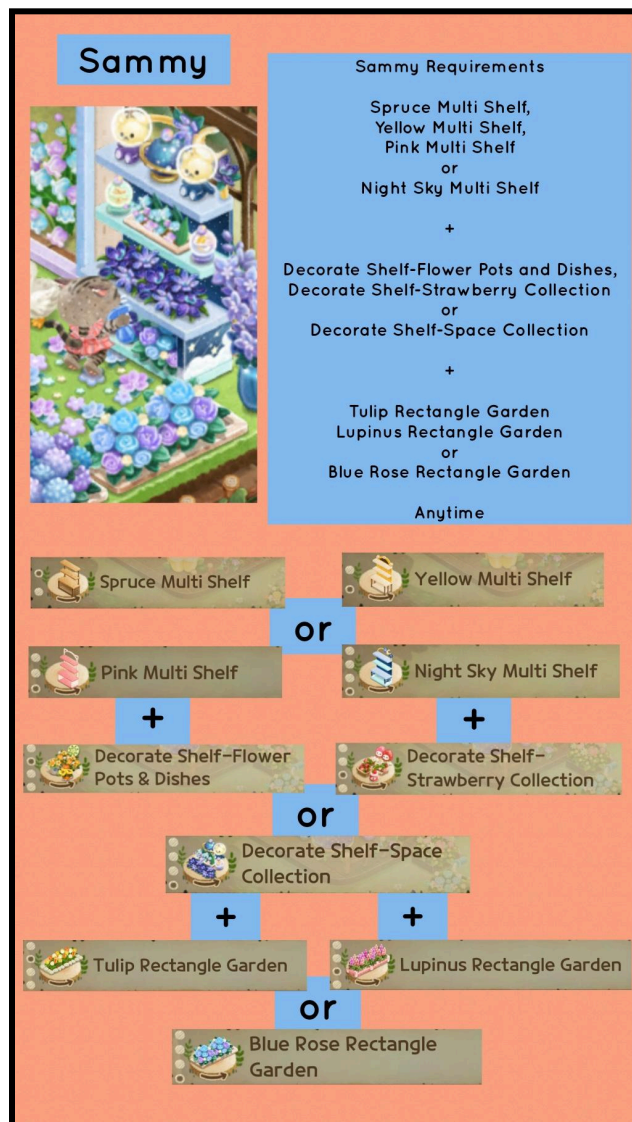 Sammy
Sammy Requirements
Spruce Multi Shelf,
Yellow Multi Shelf,
Pink Multi Shelf
or
Night Sky Multi Shelf
+
Decorate Shelf-Flower Pots and Dishes,
Decorate Shelf-Strawberry Collection
or
Decorate Shelf-Space Collection
+
Tulip Rectangle Garden
Lupinus Rectangle Garden
or
Blue Rose Rectangle Garden
Anytime
Spruce Multi Shelf
Yellow Multi Shelf
or
Pink Multi Shelf
Night Sky Multi Shelf
+
+
Decorate Shelf-Flower
Pots & Dishes
Decorate Shelf-
Strawberry Collection
or
Decorate Shelf-Space
Collection
+
+
Tulip Rectangle Garden
Lupinus Rectangle Garden
or
Blue Rose Rectangle
Garden